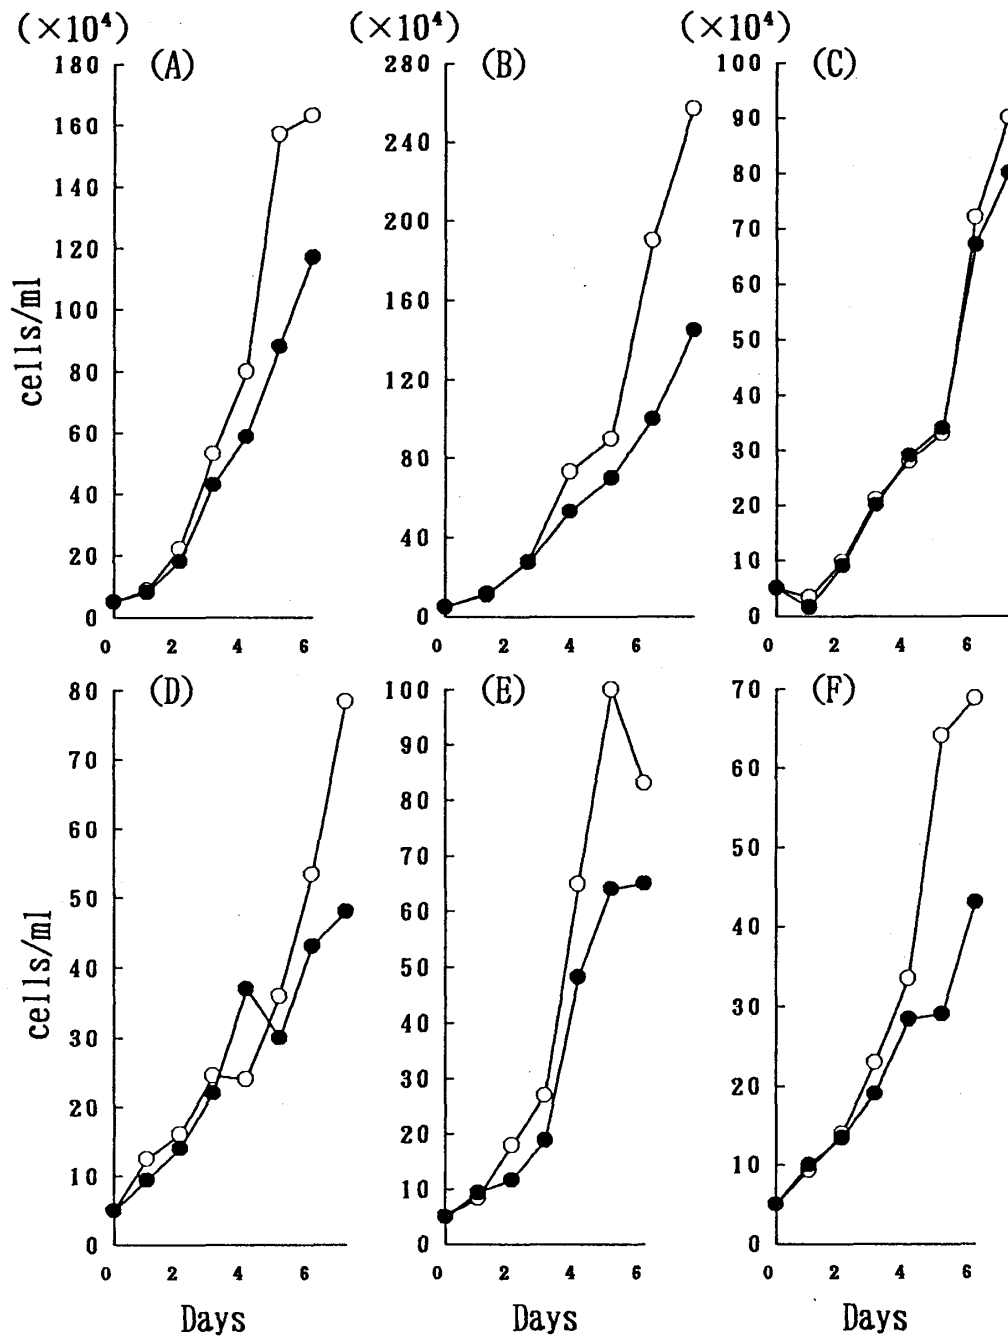 (×10⁴) (×10⁴) (×10⁴)
(A) (B) (C)
180 280 100
160 240 90
140 200 80
120 160 70
100 120 60
80 80 50
60 40 40
40 0 30
20 20
0 10
0
cells/ml
0 2 4 6 0 2 4 6 0 2 4 6
(D) (E) (F)
80 100 70
70 90 60
60 80 50
50 70 40
40 60 30
30 50 20
20 40 10
10 30 0
0 20
10
0
cells/ml
0 2 4 6 0 2 4 6 0 2 4 6
Days Days Days